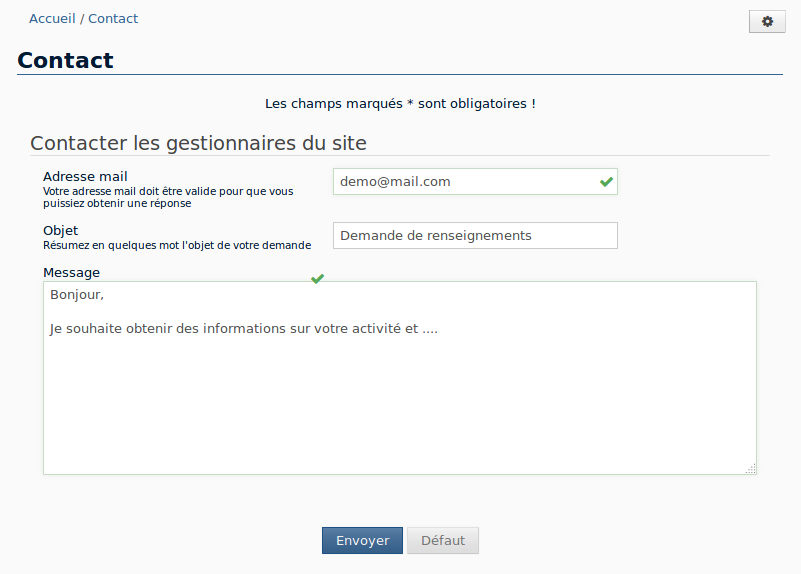 Accueil / Contact
Contact
Les champs marqués * sont obligatoires !
Contacter les gestionnaires du site
Adresse mail
Votre adresse mail doit être valide pour que vous
puissiez obtenir une réponse
demo@mail.com
Objet
Résumez en quelques mot l'objet de votre demande
Demande de renseignements
Message
Bonjour,
Je souhaite obtenir des informations sur votre activité et ....
Envoyer
Défaut